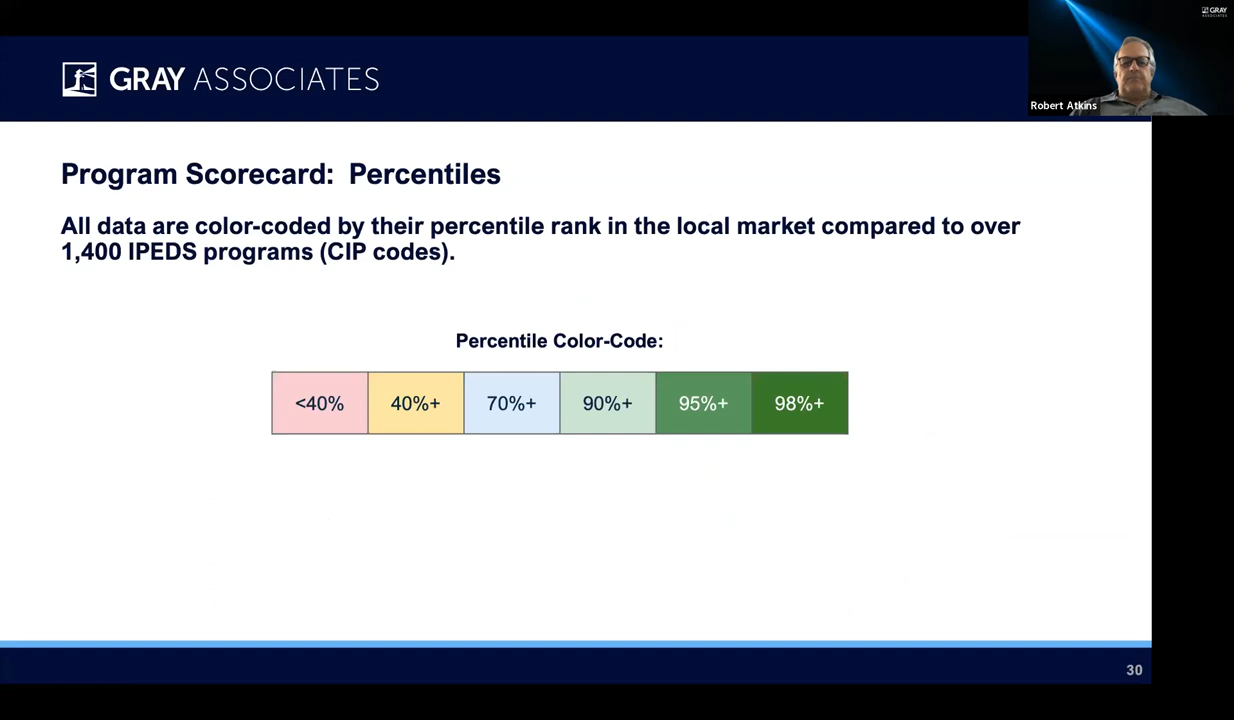 GRAY ASSOCIATES
GRAY
ASSOCIATES
Robert Atkins
Program Scorecard:  Percentiles
All data are color-coded by their percentile rank in the local market compared to over
1,400 IPEDS programs (CIP codes).
Percentile Color-Code:
<40% 40%+ 70%+ 90%+ 95%+ 98%+
30